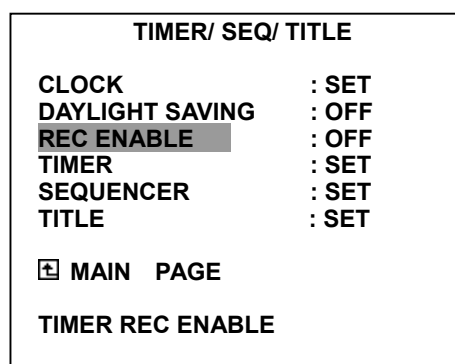 TIMER/ SEQ/ TITLE
CLOCK : SET
DAYLIGHT SAVING : OFF
REC ENABLE : OFF
TIMER : SET
SEQUENCER : SET
TITLE : SET
MAIN PAGE
TIMER REC ENABLE